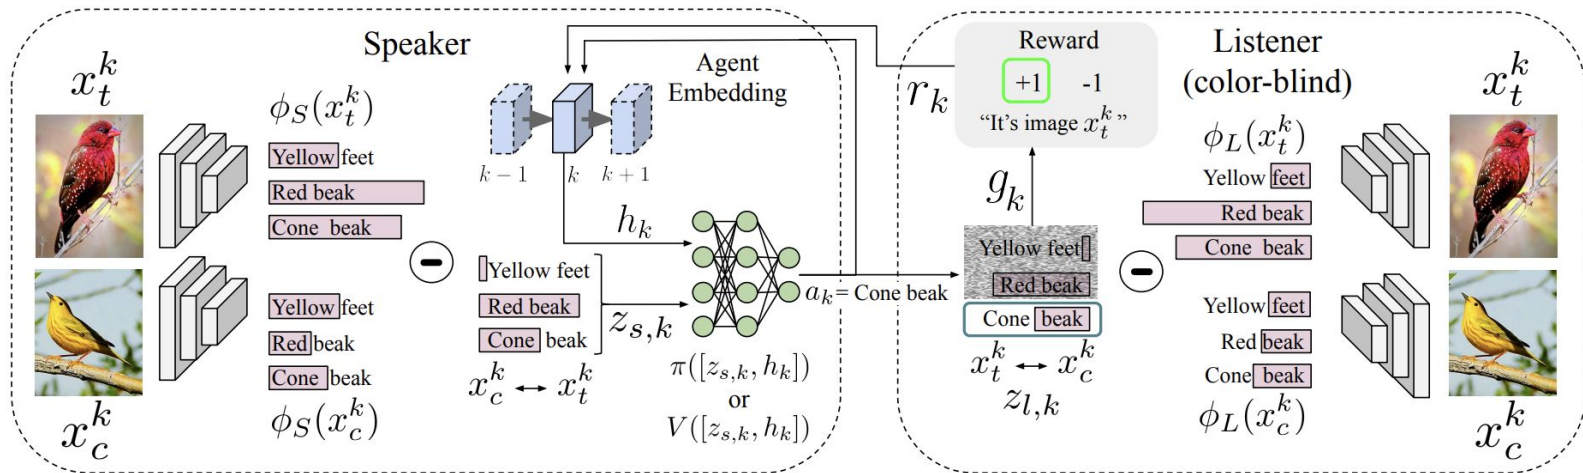 Speaker
x_t^k
ϕ_S(x_t^k)
Yellow feet
Red beak
Cone beak
Yellow feet
Red beak
Cone beak
ϕ_S(x_c^k)
x_c^k
Agent
Embedding
k − 1
k
k + 1
h_k
Yellow feet
Red beak
Cone beak
z_{s,k}
x_c^k ↔ x_t^k
π([z_{s,k}, h_k])
or
V([z_{s,k}, h_k])
a_k = Cone beak
r_k
Reward
+1 -1
“It’s image x_t^k”
g_k
Yellow feet
Red beak
Cone beak
x_t^k ↔ x_c^k
z_{l,k}
Listener
(color-blind)
x_t^k
ϕ_L(x_t^k)
Yellow feet
Red beak
Cone beak
Yellow feet
Red beak
Cone beak
ϕ_L(x_c^k)
x_c^k